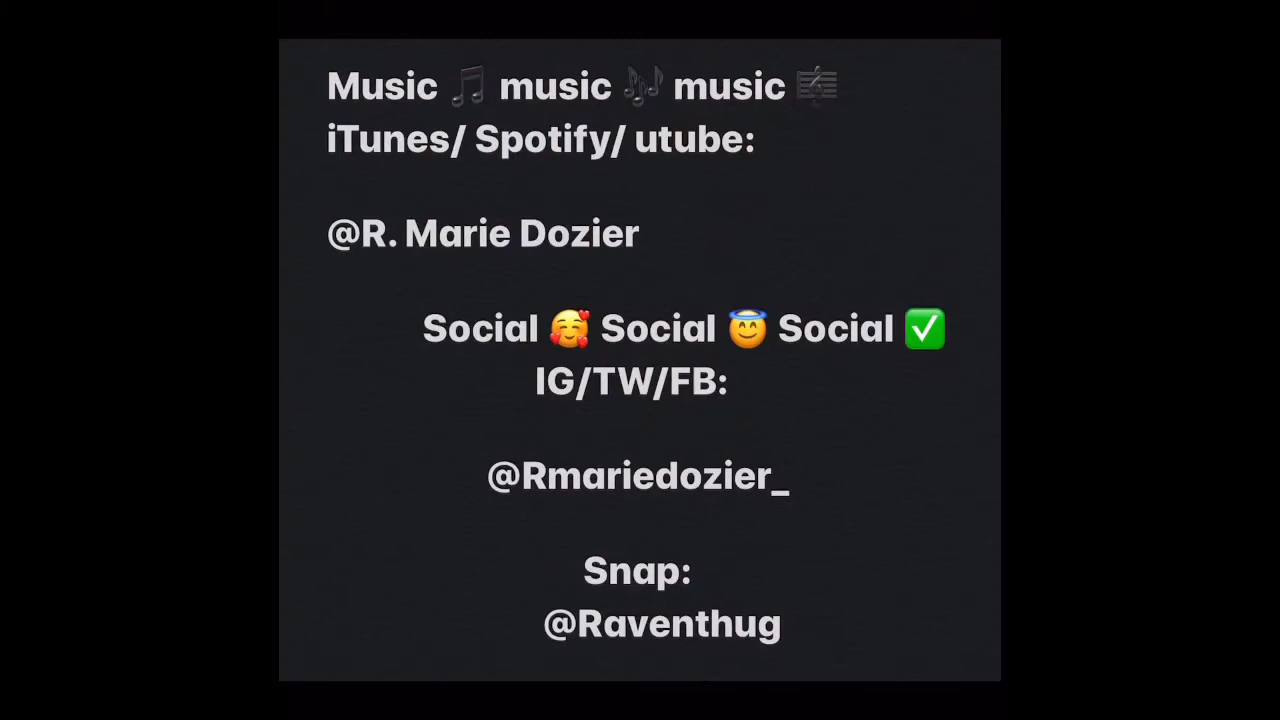 Music 🎵 music 🎶 music 🎼
iTunes/ Spotify/ utube:
@R. Marie Dozier
Social 🥰 Social 😇 Social ✅
IG/TW/FB:
@Rmariedozier_
Snap:
@Raventhug